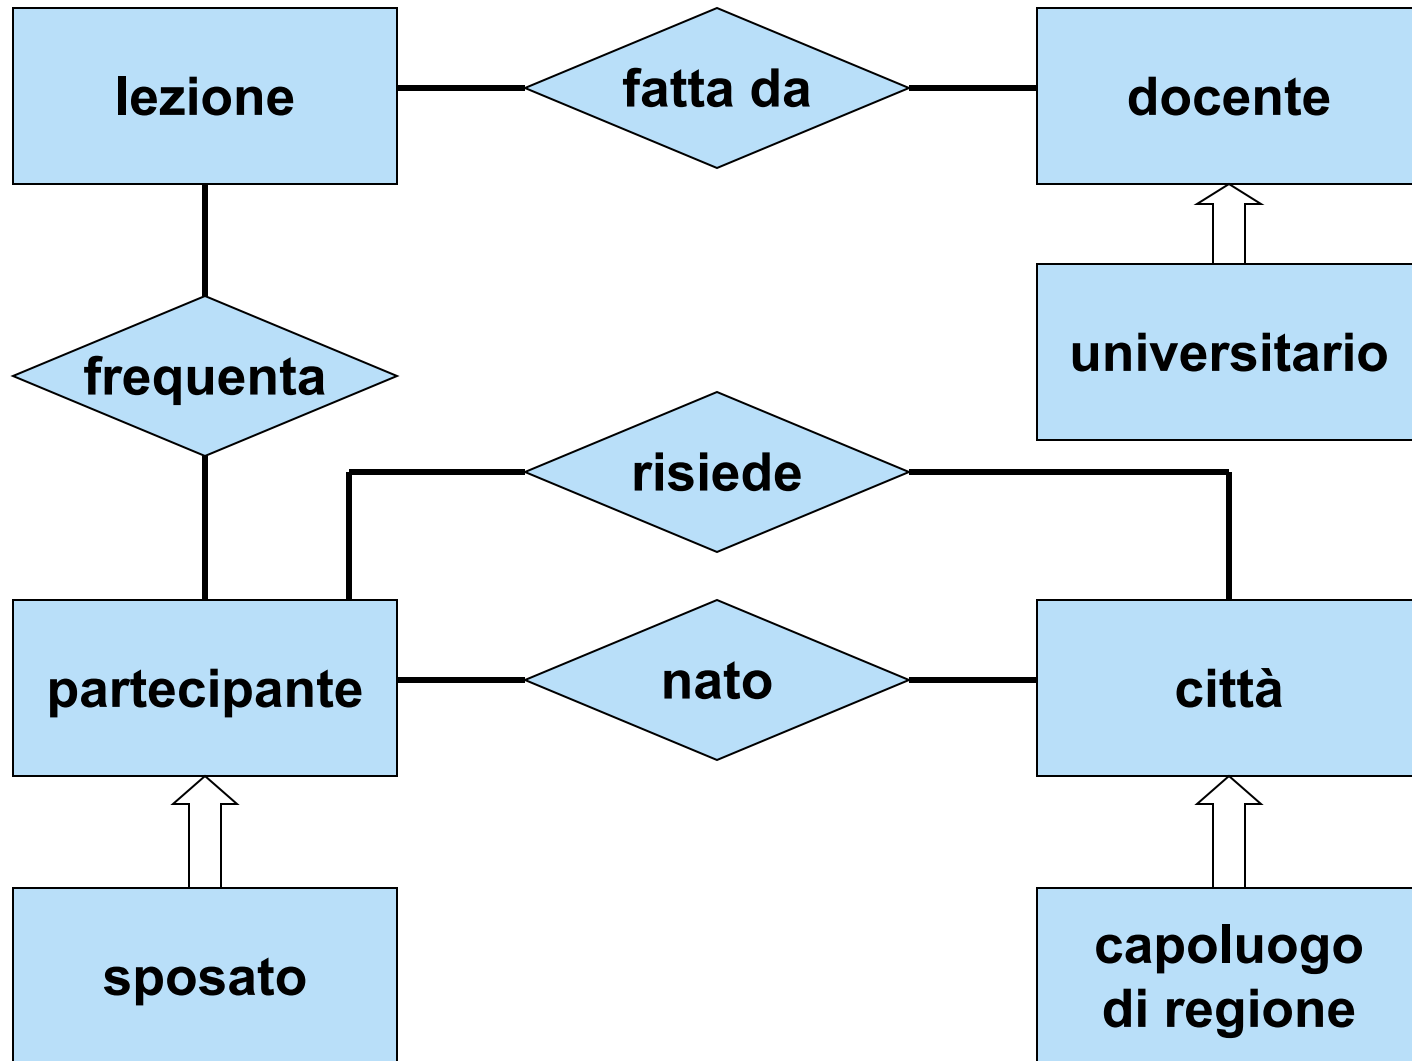 lezione
fatta da
docente
universitario
frequenta
risiede
partecipante
nato
città
sposato
capoluogo
di regione